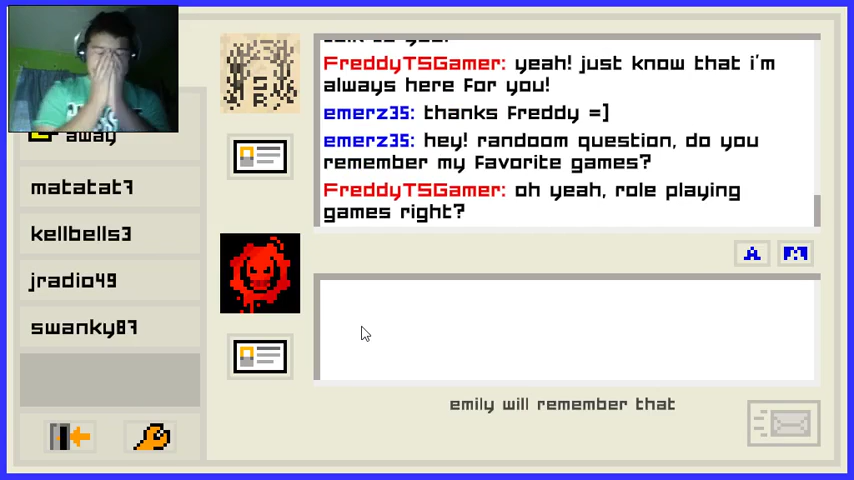 FreddyTSGamer: yeah! just know that i'm
always here for you!
emerz35: thanks Freddy =]
emerz35: hey! randoom question, do you
remember my favorite games?
FreddyTSGamer: oh yeah, role playing
games right?
away
matatat7
kellbells3
jradio49
swanky87
emily will remember that